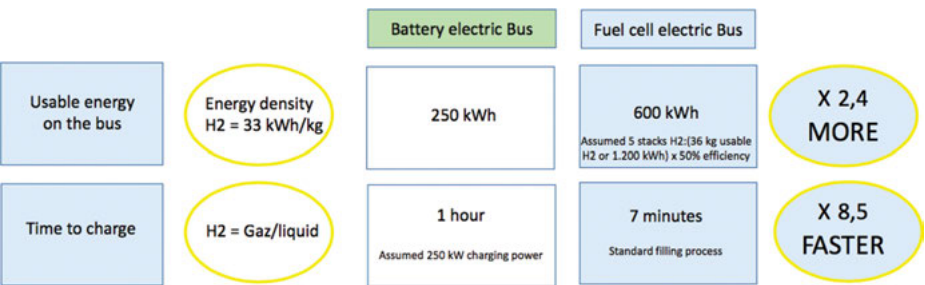 Battery electric Bus
Fuel cell electric Bus
Usable energy
on the bus
Energy density
H2 = 33 kWh/kg
250 kWh
600 kWh
Assumed 5 stacks H2:(36 kg usable
H2 or 1.200 kWh) x 50% efficiency
X 2,4
MORE
Time to charge
H2 = Gaz/liquid
1 hour
Assumed 250 kW charging power
7 minutes
Standard filling process
X 8,5
FASTER